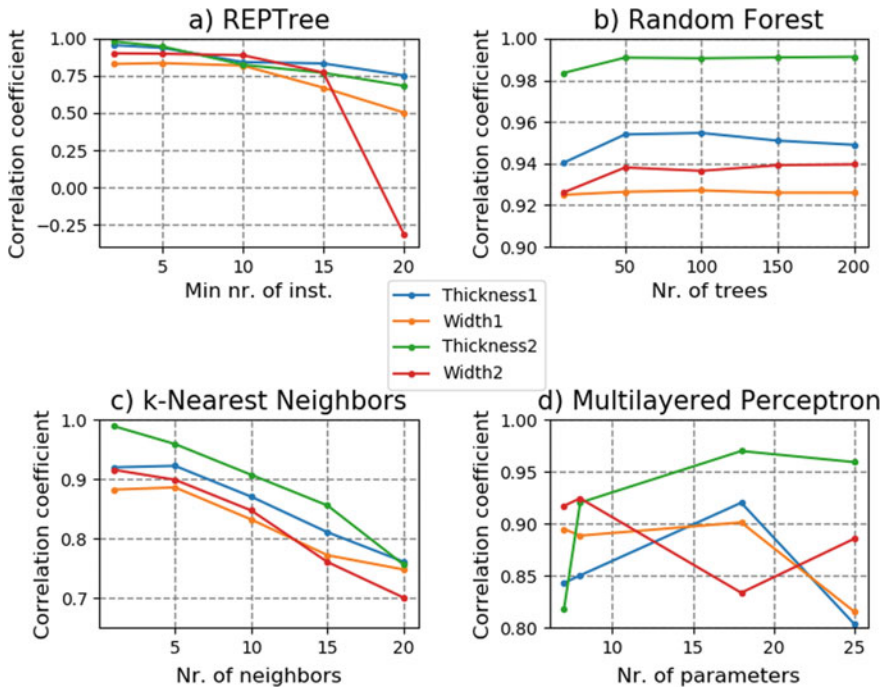 a) REPTree
Correlation coefficient
1.00
0.75
0.50
0.25
0.00
−0.25
5 10 15 20
Min nr. of inst.
b) Random Forest
Correlation coefficient
1.00
0.98
0.96
0.94
0.92
0.90
50 100 150 200
Nr. of trees
Thickness1
Width1
Thickness2
Width2
c) k-Nearest Neighbors
Correlation coefficient
1.0
0.9
0.8
0.7
5 10 15 20
Nr. of neighbors
d) Multilayered Perceptron
Correlation coefficient
1.00
0.95
0.90
0.85
0.80
10 15 20 25
Nr. of parameters